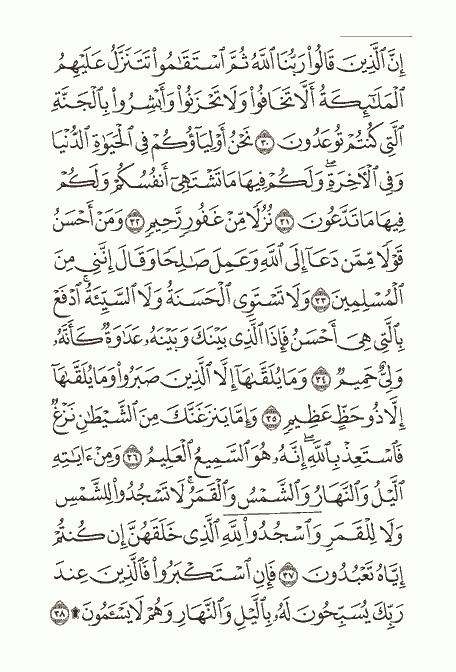 إِنَّ ٱلَّذِينَ قَالُوا۟ رَبُّنَا ٱللَّهُ ثُمَّ ٱسْتَقَٰمُوا۟ تَتَنَزَّلُ عَلَيْهِمُ
ٱلْمَلَٰٓئِكَةُ أَلَّا تَخَافُوا۟ وَلَا تَحْزَنُوا۟ وَأَبْشِرُوا۟ بِٱلْجَنَّةِ
ٱلَّتِى كُنتُمْ تُوعَدُونَ ٣٠ نَحْنُ أَوْلِيَآؤُكُمْ فِى ٱلْحَيَوٰةِ ٱلدُّنْيَا
وَفِى ٱلْءَاخِرَةِ ۖ وَلَكُمْ فِيهَا مَا تَشْتَهِىٓ أَنفُسُكُمْ وَلَكُمْ
فِيهَا مَا تَدَّعُونَ ٣١ نُزُلًا مِّنْ غَفُورٍ رَّحِيمٍ ٣٢ وَمَنْ أَحْسَنُ
قَوْلًا مِّمَّن دَعَآ إِلَى ٱللَّهِ وَعَمِلَ صَٰلِحًا وَقَالَ إِنَّنِى مِنَ
ٱلْمُسْلِمِينَ ٣٣ وَلَا تَسْتَوِى ٱلْحَسَنَةُ وَلَا ٱلسَّيِّئَةُ ۚ ٱدْفَعْ
بِٱلَّتِى هِىَ أَحْسَنُ فَإِذَا ٱلَّذِى بَيْنَكَ وَبَيْنَهُۥ عَدَٰوَةٌ كَأَنَّهُۥ
وَلِىٌّ حَمِيمٌ ٣٤ وَمَا يُلَقَّىٰهَآ إِلَّا ٱلَّذِينَ صَبَرُوا۟ وَمَا يُلَقَّىٰهَآ
إِلَّا ذُو حَظٍّ عَظِيمٍ ٣٥ وَإِمَّا يَنزَغَنَّكَ مِنَ ٱلشَّيْطَٰنِ نَزْغٌ
فَٱسْتَعِذْ بِٱللَّهِ ۖ إِنَّهُۥ هُوَ ٱلسَّمِيعُ ٱلْعَلِيمُ ٣٦ وَمِنْ ءَايَٰتِهِ
ٱلَّيْلُ وَٱلنَّهَارُ وَٱلشَّمْسُ وَٱلْقَمَرُ ۚ لَا تَسْجُدُوا۟ لِلشَّمْسِ
وَلَا لِلْقَمَرِ وَٱسْجُدُوا۟ لِلَّهِ ٱلَّذِى خَلَقَهُنَّ إِن كُنتُمْ
إِيَّاهُ تَعْبُدُونَ ٣٧ فَإِنِ ٱسْتَكْبَرُوا۟ فَٱلَّذِينَ عِندَ
رَبِّكَ يُسَبِّحُونَ لَهُۥ بِٱلَّيْلِ وَٱلنَّهَارِ وَهُمْ لَا يَسْـَٔمُونَ ۩ ٣٨